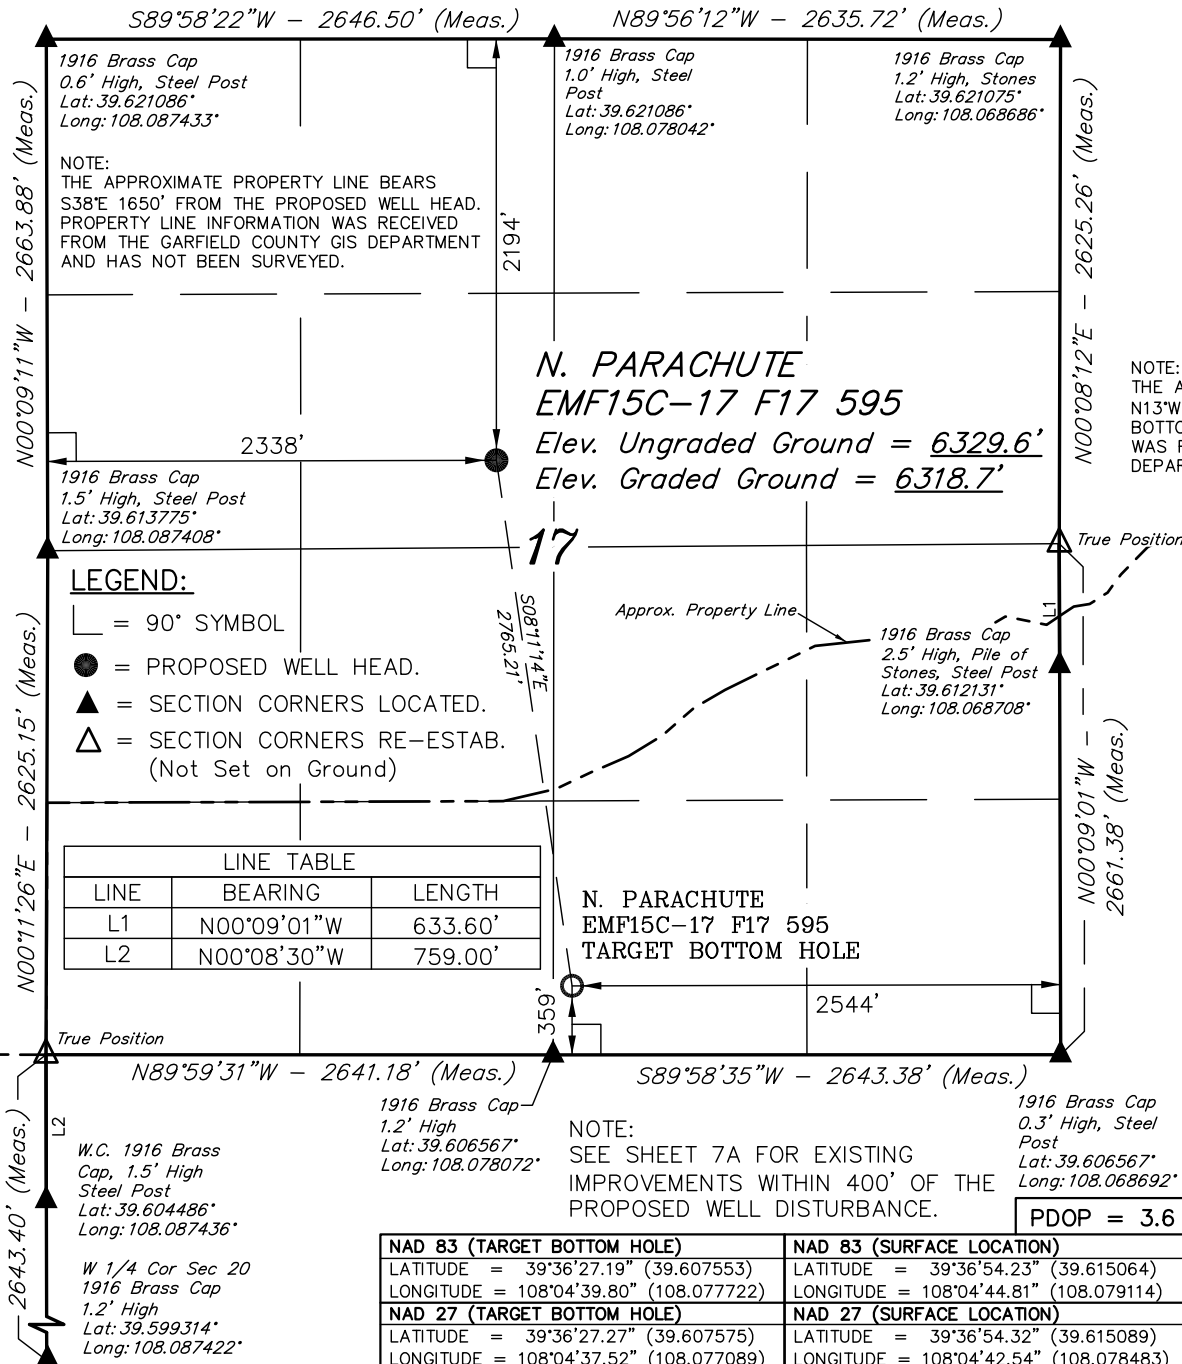 S89°58'22"W - 2646.50' (Meas.)
N89°56'12"W - 2635.72' (Meas.)
1916 Brass Cap
0.6' High, Steel Post
Lat: 39.621086°
Long: 108.087433°
1916 Brass Cap
1.0' High, Steel
Post
Lat: 39.621086°
Long: 108.078042°
1916 Brass Cap
1.2' High, Stones
Lat: 39.621075°
Long: 108.068686°
N00°09'11"W - 2663.88' (Meas.)
N00°08'12"E - 2625.26' (Meas.)
NOTE:
THE APPROXIMATE PROPERTY LINE BEARS
S38°E 1650' FROM THE PROPOSED WELL HEAD.
PROPERTY LINE INFORMATION WAS RECEIVED
FROM THE GARFIELD COUNTY GIS DEPARTMENT
AND HAS NOT BEEN SURVEYED.
2194'
N. PARACHUTE
EMF15C-17 F17 595
Elev. Ungraded Ground = 6329.6'
Elev. Graded Ground = 6318.7'
NOTE:
THE A
N13°W
BOTTO
WAS R
DEPAR
2338'
1916 Brass Cap
1.5' High, Steel Post
Lat: 39.613775°
Long: 108.087408°
17
True Position
LEGEND:
= 90° SYMBOL
= PROPOSED WELL HEAD.
= SECTION CORNERS LOCATED.
= SECTION CORNERS RE-ESTAB.
(Not Set on Ground)
S08°11'14"E
2765.21'
Approx. Property Line
L1
1916 Brass Cap
2.5' High, Pile of
Stones, Steel Post
Lat: 39.612131°
Long: 108.068708°
N00°11'26"E - 2625.15' (Meas.)
N00°09'01"W -
2661.38' (Meas.)
LINE TABLE
LINE BEARING LENGTH
L1 N00°09'01"W 633.60'
L2 N00°08'30"W 759.00'
N. PARACHUTE
EMF15C-17 F17 595
TARGET BOTTOM HOLE
359'
2544'
True Position
N89°59'31"W - 2641.18' (Meas.)
S89°58'35"W - 2643.38' (Meas.)
1916 Brass Cap
1.2' High
Lat: 39.606567°
Long: 108.078072°
1916 Brass Cap
0.3' High, Steel
Post
Lat: 39.606567°
Long: 108.068692°
L2
2643.40' (Meas.)
W.C. 1916 Brass
Cap, 1.5' High
Steel Post
Lat: 39.604486°
Long: 108.087436°
W 1/4 Cor Sec 20
1916 Brass Cap
1.2' High
Lat: 39.599314°
Long: 108.087422°
NOTE:
SEE SHEET 7A FOR EXISTING
IMPROVEMENTS WITHIN 400' OF THE
PROPOSED WELL DISTURBANCE.
PDOP = 3.6
NAD 83 (TARGET BOTTOM HOLE)
LATITUDE = 39°36'27.19" (39.607553)
LONGITUDE = 108°04'39.80" (108.077722)
NAD 27 (TARGET BOTTOM HOLE)
LATITUDE = 39°36'27.27" (39.607575)
LONGITUDE = 108°04'37.52" (108.077089)
NAD 83 (SURFACE LOCATION)
LATITUDE = 39°36'54.23" (39.615064)
LONGITUDE = 108°04'44.81" (108.079114)
NAD 27 (SURFACE LOCATION)
LATITUDE = 39°36'54.32" (39.615089)
LONGITUDE = 108°04'42.54" (108.078483)